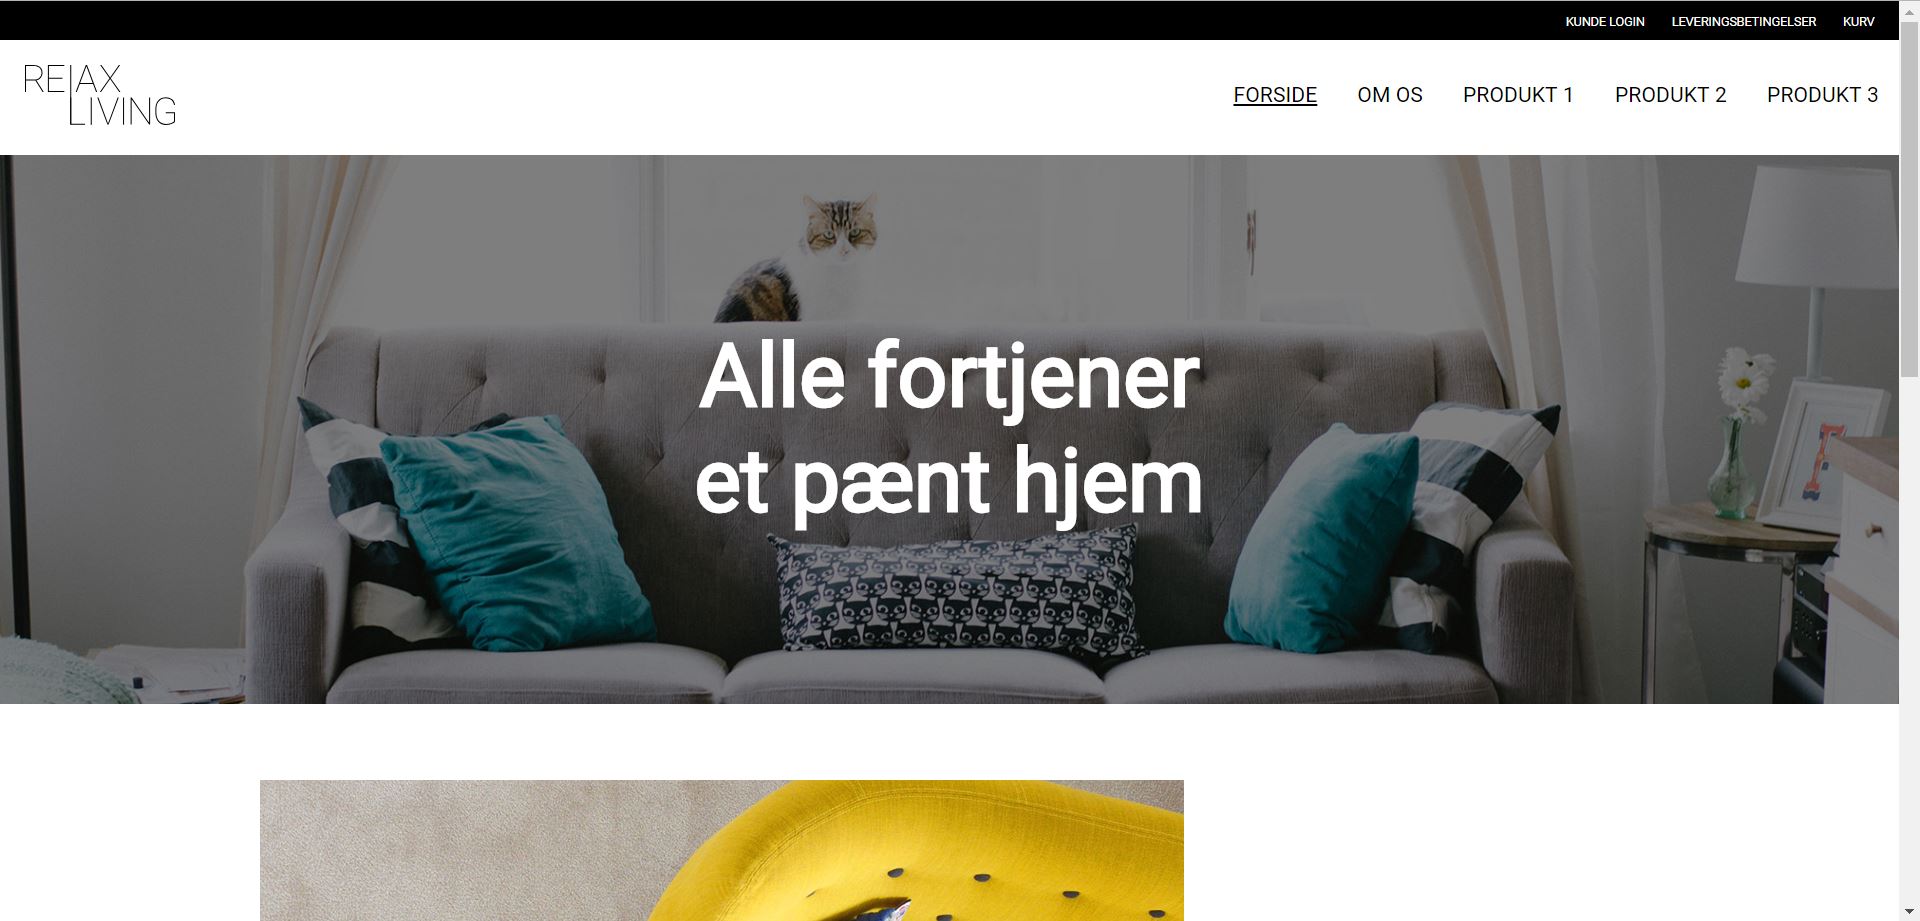 KUNDE LOGIN LEVERINGSBETINGELSER KURV
RELAX
LIVING
FORSIDE OM OS PRODUKT 1 PRODUKT 2 PRODUKT 3
Alle fortjener
et pænt hjem